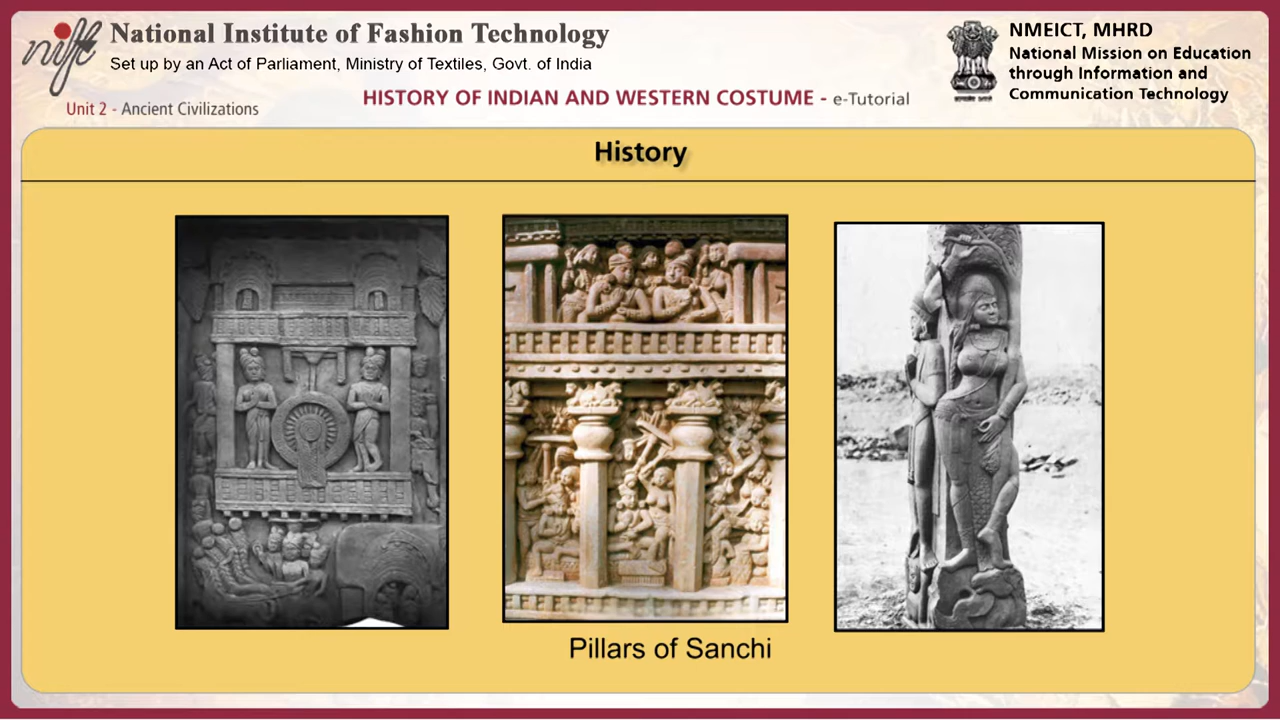 nift
National Institute of Fashion Technology
Set up by an Act of Parliament, Ministry of Textiles, Govt. of India
Unit 2 - Ancient Civilizations
HISTORY OF INDIAN AND WESTERN COSTUME - e-Tutorial
NMEICT, MHRD
National Mission on Education
through Information and
Communication Technology
History
Pillars of Sanchi